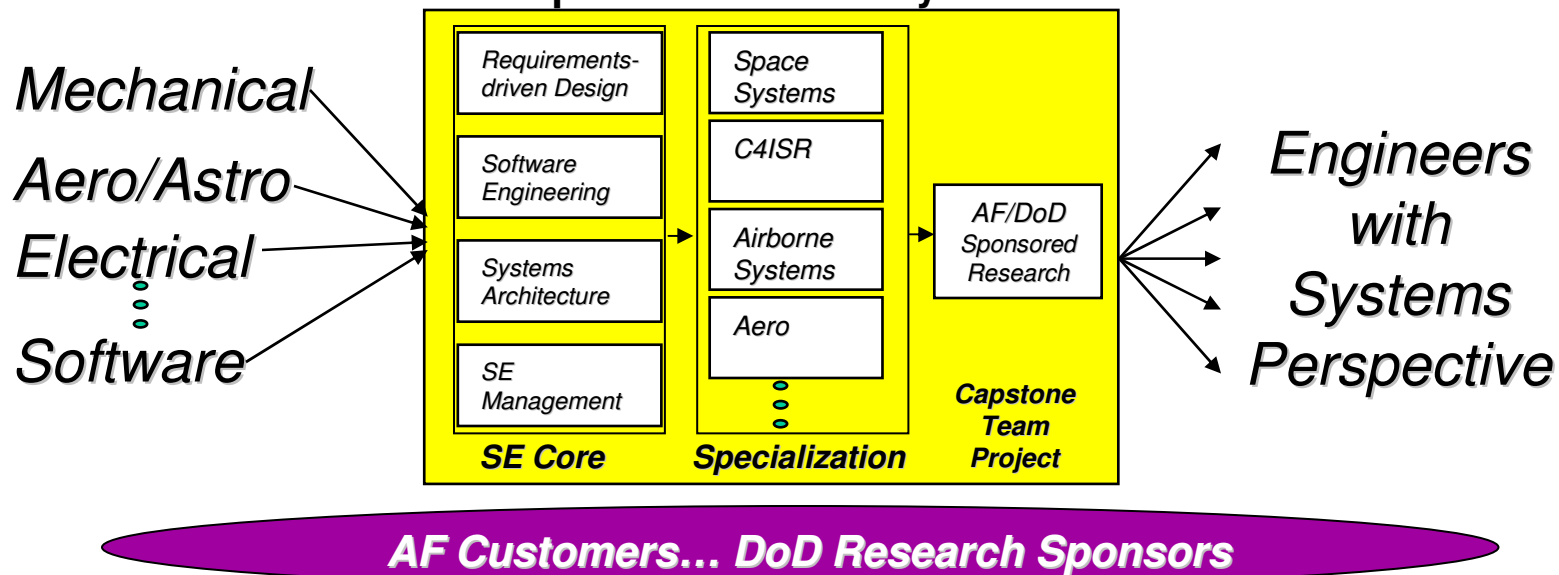 Mechanical
Aero/Astro
Electrical
Software
Requirements-
driven Design
Software
Engineering
Systems
Architecture
SE
Management
SE Core
Space
Systems
C4ISR
Airborne
Systems
Aero
Specialization
AF/DoD
Sponsored
Research
Capstone
Team
Project
Engineers
with
Systems
Perspective
AF Customers… DoD Research Sponsors